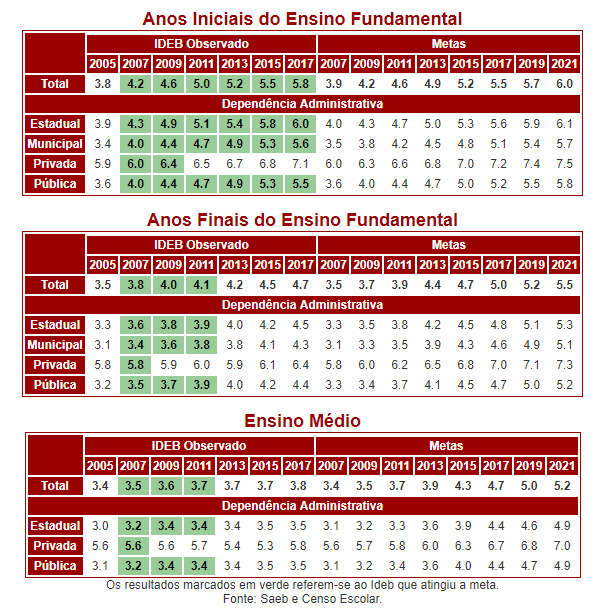 Anos Iniciais do Ensino Fundamental
IDEB Observado Metas
2005 2007 2009 2011 2013 2015 2017 2007 2009 2011 2013 2015 2017 2019 2021
Total 3.8 4.2 4.6 5.0 5.2 5.5 5.8 3.9 4.2 4.6 4.9 5.2 5.5 5.7 6.0
Dependência Administrativa
Estadual 3.9 4.3 4.9 5.1 5.4 5.8 6.0 4.0 4.3 4.7 5.0 5.3 5.6 5.9 6.1
Municipal 3.4 4.0 4.4 4.7 4.9 5.3 5.6 3.5 3.8 4.2 4.5 4.8 5.1 5.4 5.7
Privada 5.9 6.0 6.4 6.5 6.7 6.8 7.1 6.0 6.3 6.6 6.8 7.0 7.2 7.4 7.5
Pública 3.6 4.0 4.4 4.7 4.9 5.3 5.5 3.6 4.0 4.4 4.7 5.0 5.2 5.5 5.8
Anos Finais do Ensino Fundamental
IDEB Observado Metas
2005 2007 2009 2011 2013 2015 2017 2007 2009 2011 2013 2015 2017 2019 2021
Total 3.5 3.8 4.0 4.1 4.2 4.5 4.7 3.5 3.7 3.9 4.4 4.7 5.0 5.2 5.5
Dependência Administrativa
Estadual 3.3 3.6 3.8 3.9 4.0 4.2 4.5 3.3 3.5 3.8 4.2 4.5 4.8 5.1 5.3
Municipal 3.1 3.4 3.6 3.8 3.8 4.1 4.3 3.1 3.3 3.5 3.9 4.3 4.6 4.9 5.1
Privada 5.8 5.8 5.9 6.0 5.9 6.1 6.4 5.8 6.0 6.2 6.5 6.8 7.0 7.1 7.3
Pública 3.2 3.5 3.7 3.9 4.0 4.2 4.4 3.3 3.4 3.7 4.1 4.5 4.7 5.0 5.2
Ensino Médio
IDEB Observado Metas
2005 2007 2009 2011 2013 2015 2017 2007 2009 2011 2013 2015 2017 2019 2021
Total 3.4 3.5 3.6 3.7 3.7 3.7 3.8 3.4 3.5 3.7 3.9 4.3 4.7 5.0 5.2
Dependência Administrativa
Estadual 3.0 3.2 3.4 3.4 3.4 3.5 3.5 3.1 3.2 3.3 3.6 3.9 4.4 4.6 4.9
Privada 5.6 5.6 5.6 5.7 5.4 5.3 5.8 5.6 5.7 5.8 6.0 6.3 6.7 6.8 7.0
Pública 3.1 3.2 3.4 3.4 3.4 3.5 3.5 3.1 3.2 3.4 3.6 4.0 4.4 4.7 4.9
Os resultados marcados em verde referem-se ao Ideb que atingiu a meta.
Fonte: Saeb e Censo Escolar.